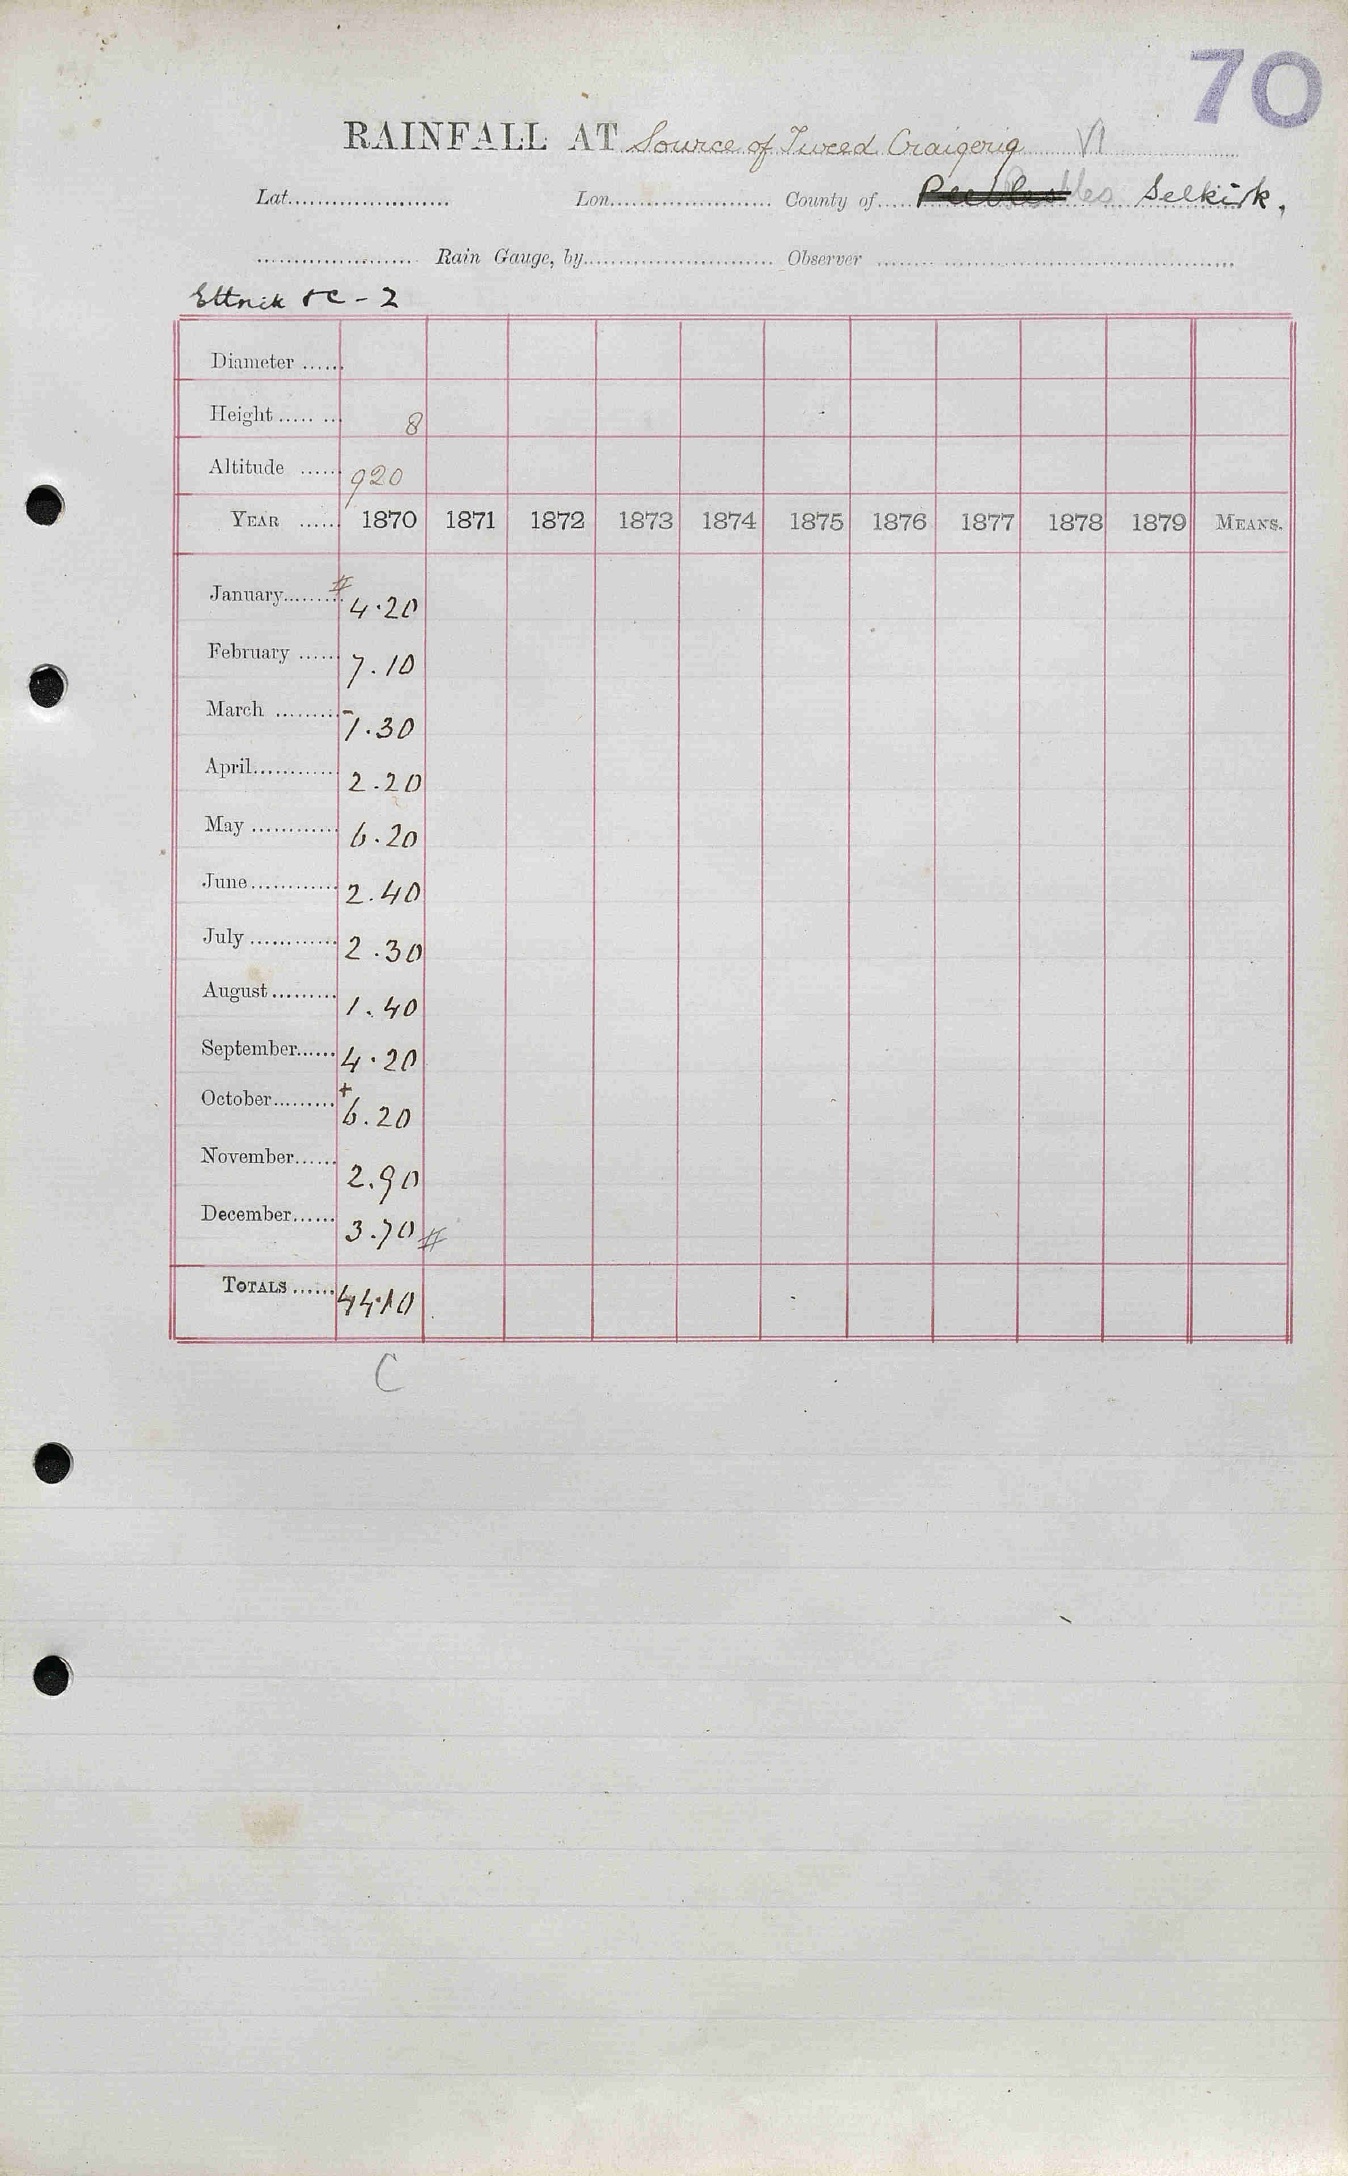 70
RAINFALL AT Source of Tweed Craigerig VI
Lat. Lon. County of Peebles Selkirk.
Rain Gauge, by Observer
Ettrick &c - 2
Diameter
Height 8
Altitude 920
YEAR 1870 1871 1872 1873 1874 1875 1876 1877 1878 1879 MEANS.
January # 4.20
February 7.10
March - 1.30
April 2.20
May 6.20
June 2.40
July 2.30
August 1.40
September 4.20
October + 6.20
November 2.90
December 3.70 #
TOTALS 44.10
C